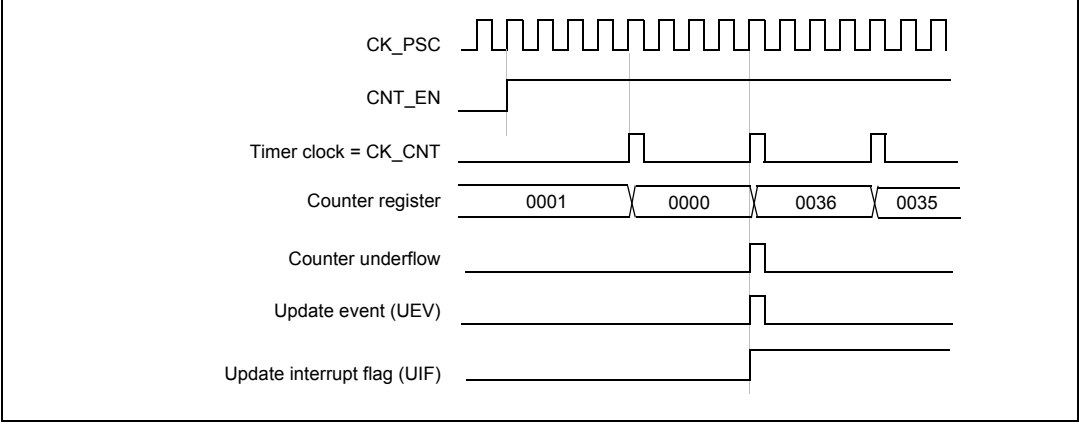 CK_PSC
CNT_EN
Timer clock = CK_CNT
Counter register 0001 0000 0036 0035
Counter underflow
Update event (UEV)
Update interrupt flag (UIF)